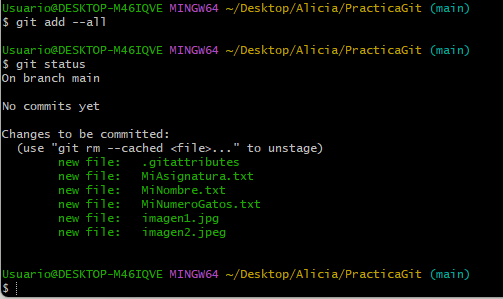 Usuario@DESKTOP-M46IQVE MINGW64 ~/Desktop/Alicia/PracticaGit (main)
$ git add --all
Usuario@DESKTOP-M46IQVE MINGW64 ~/Desktop/Alicia/PracticaGit (main)
$ git status
On branch main
No commits yet
Changes to be committed:
  (use "git rm --cached <file>..." to unstage)
        new file:   .gitattributes
        new file:   MiAsignatura.txt
        new file:   MiNombre.txt
        new file:   MiNumeroGatos.txt
        new file:   imagen1.jpg
        new file:   imagen2.jpeg
Usuario@DESKTOP-M46IQVE MINGW64 ~/Desktop/Alicia/PracticaGit (main)
$